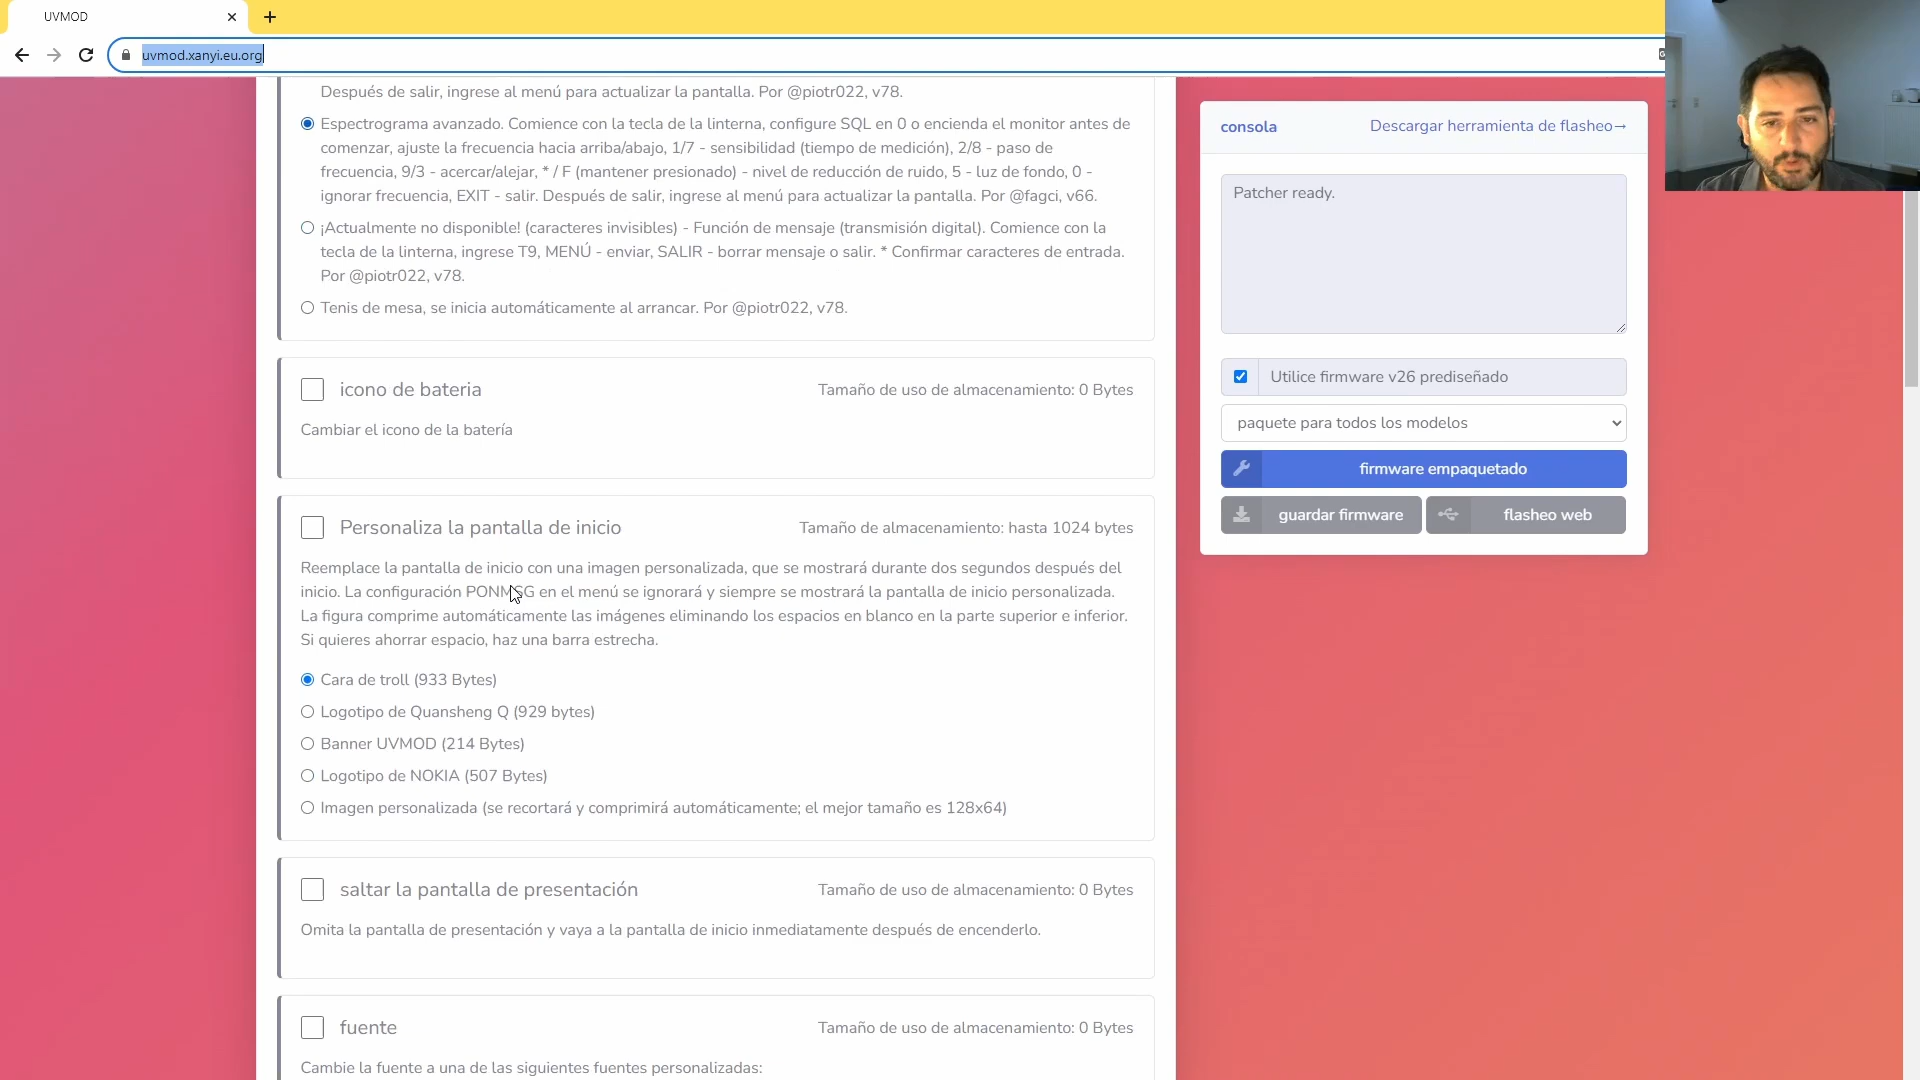 UVMOD
uvmod.xanyi.eu.org
Después de salir, ingrese al menú para actualizar la pantalla. Por @piotr022, v78.
Espectrograma avanzado. Comience con la tecla de la linterna, configure SQL en 0 o encienda el monitor antes de
comenzar, ajuste la frecuencia hacia arriba/abajo, 1/7 - sensibilidad (tiempo de medición), 2/8 - paso de
frecuencia, 9/3 - acercar/alejar, * / F (mantener presionado) - nivel de reducción de ruido, 5 - luz de fondo, 0 -
ignorar frecuencia, EXIT - salir. Después de salir, ingrese al menú para actualizar la pantalla. Por @fagci, v66.
¡Actualmente no disponible! (caracteres invisibles) - Función de mensaje (transmisión digital). Comience con la
tecla de la linterna, ingrese T9, MENÚ - enviar, SALIR - borrar mensaje o salir. * Confirmar caracteres de entrada.
Por @piotr022, v78.
Tenis de mesa, se inicia automáticamente al arrancar. Por @piotr022, v78.
icono de bateria
Tamaño de uso de almacenamiento: 0 Bytes
Cambiar el icono de la batería
Personaliza la pantalla de inicio
Tamaño de almacenamiento: hasta 1024 bytes
Reemplace la pantalla de inicio con una imagen personalizada, que se mostrará durante dos segundos después del
inicio. La configuración PONMSG en el menú se ignorará y siempre se mostrará la pantalla de inicio personalizada.
La figura comprime automáticamente las imágenes eliminando los espacios en blanco en la parte superior e inferior.
Si quieres ahorrar espacio, haz una barra estrecha.
Cara de troll (933 Bytes)
Logotipo de Quansheng Q (929 bytes)
Banner UVMOD (214 Bytes)
Logotipo de NOKIA (507 Bytes)
Imagen personalizada (se recortará y comprimirá automáticamente; el mejor tamaño es 128x64)
saltar la pantalla de presentación
Tamaño de uso de almacenamiento: 0 Bytes
Omita la pantalla de presentación y vaya a la pantalla de inicio inmediatamente después de encenderlo.
fuente
Tamaño de uso de almacenamiento: 0 Bytes
Cambie la fuente a una de las siguientes fuentes personalizadas:
consola
Descargar herramienta de flasheo→
Patcher ready.
Utilice firmware v26 prediseñado
paquete para todos los modelos
firmware empaquetado
guardar firmware
flasheo web